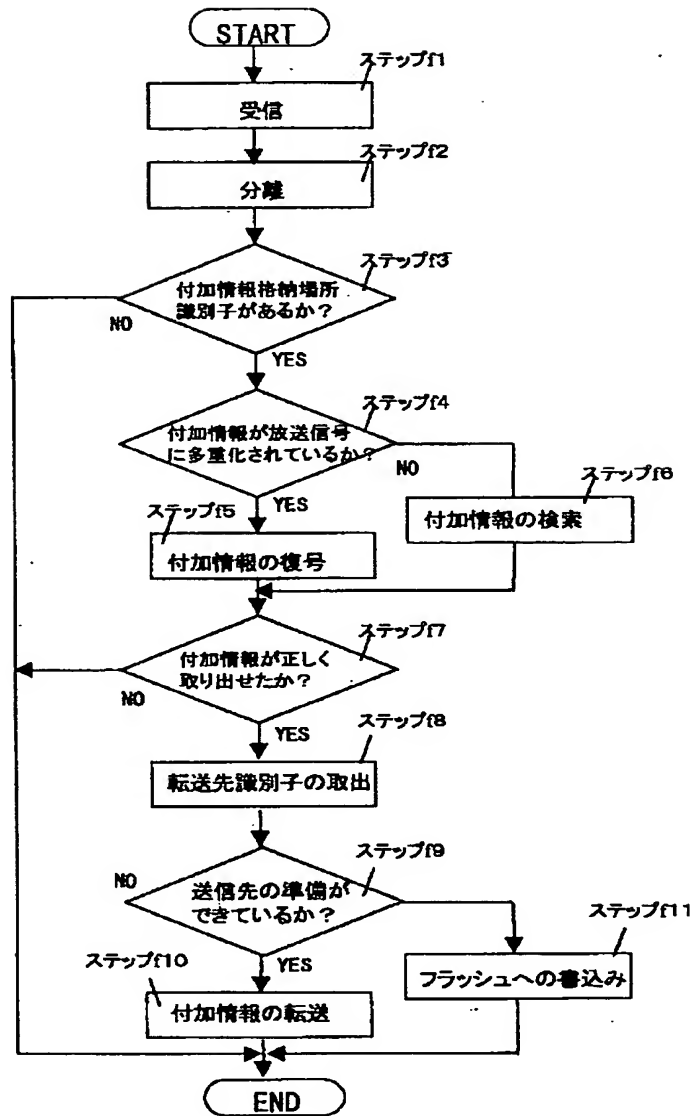 START
ステップf1
受信
ステップf2
分離
ステップf3
付加情報格納場所
識別子があるか？
NO
YES
ステップf4
付加情報が放送信号
に多重化されているか？
NO
YES
ステップf5
付加情報の復号
ステップf6
付加情報の検索
ステップf7
付加情報が正しく
取り出せたか？
NO
YES
ステップf8
転送先識別子の取出
ステップf9
NO
送信先の準備が
できているか？
YES
ステップf10
付加情報の転送
ステップf11
フラッシュへの書込み
END